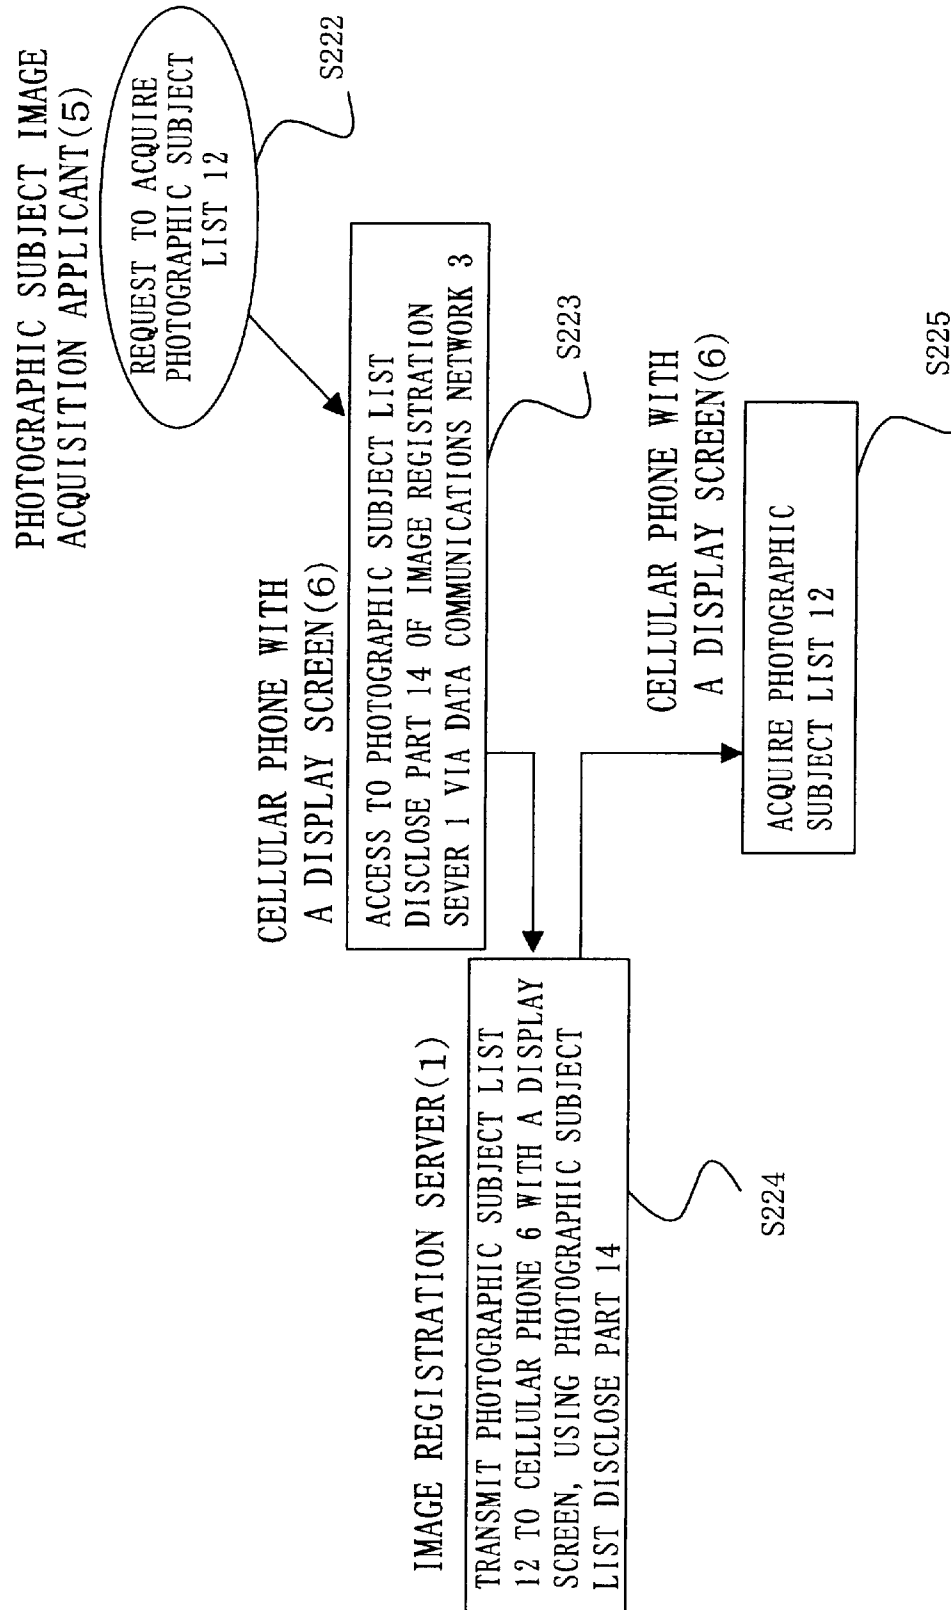 PHOTOGRAPHIC SUBJECT IMAGE
ACQUISITION APPLICANT(5)
REQUEST TO ACQUIRE
PHOTOGRAPHIC SUBJECT
LIST 12
S222
CELLULAR PHONE WITH
A DISPLAY SCREEN(6)
ACCESS TO PHOTOGRAPHIC SUBJECT LIST
DISCLOSE PART 14 OF IMAGE REGISTRATION
SEVER 1 VIA DATA COMMUNICATIONS NETWORK 3
S223
IMAGE REGISTRATION SERVER(1)
TRANSMIT PHOTOGRAPHIC SUBJECT LIST
12 TO CELLULAR PHONE 6 WITH A DISPLAY
SCREEN, USING PHOTOGRAPHIC SUBJECT
LIST DISCLOSE PART 14
S224
CELLULAR PHONE WITH
A DISPLAY SCREEN(6)
ACQUIRE PHOTOGRAPHIC
SUBJECT LIST 12
S225